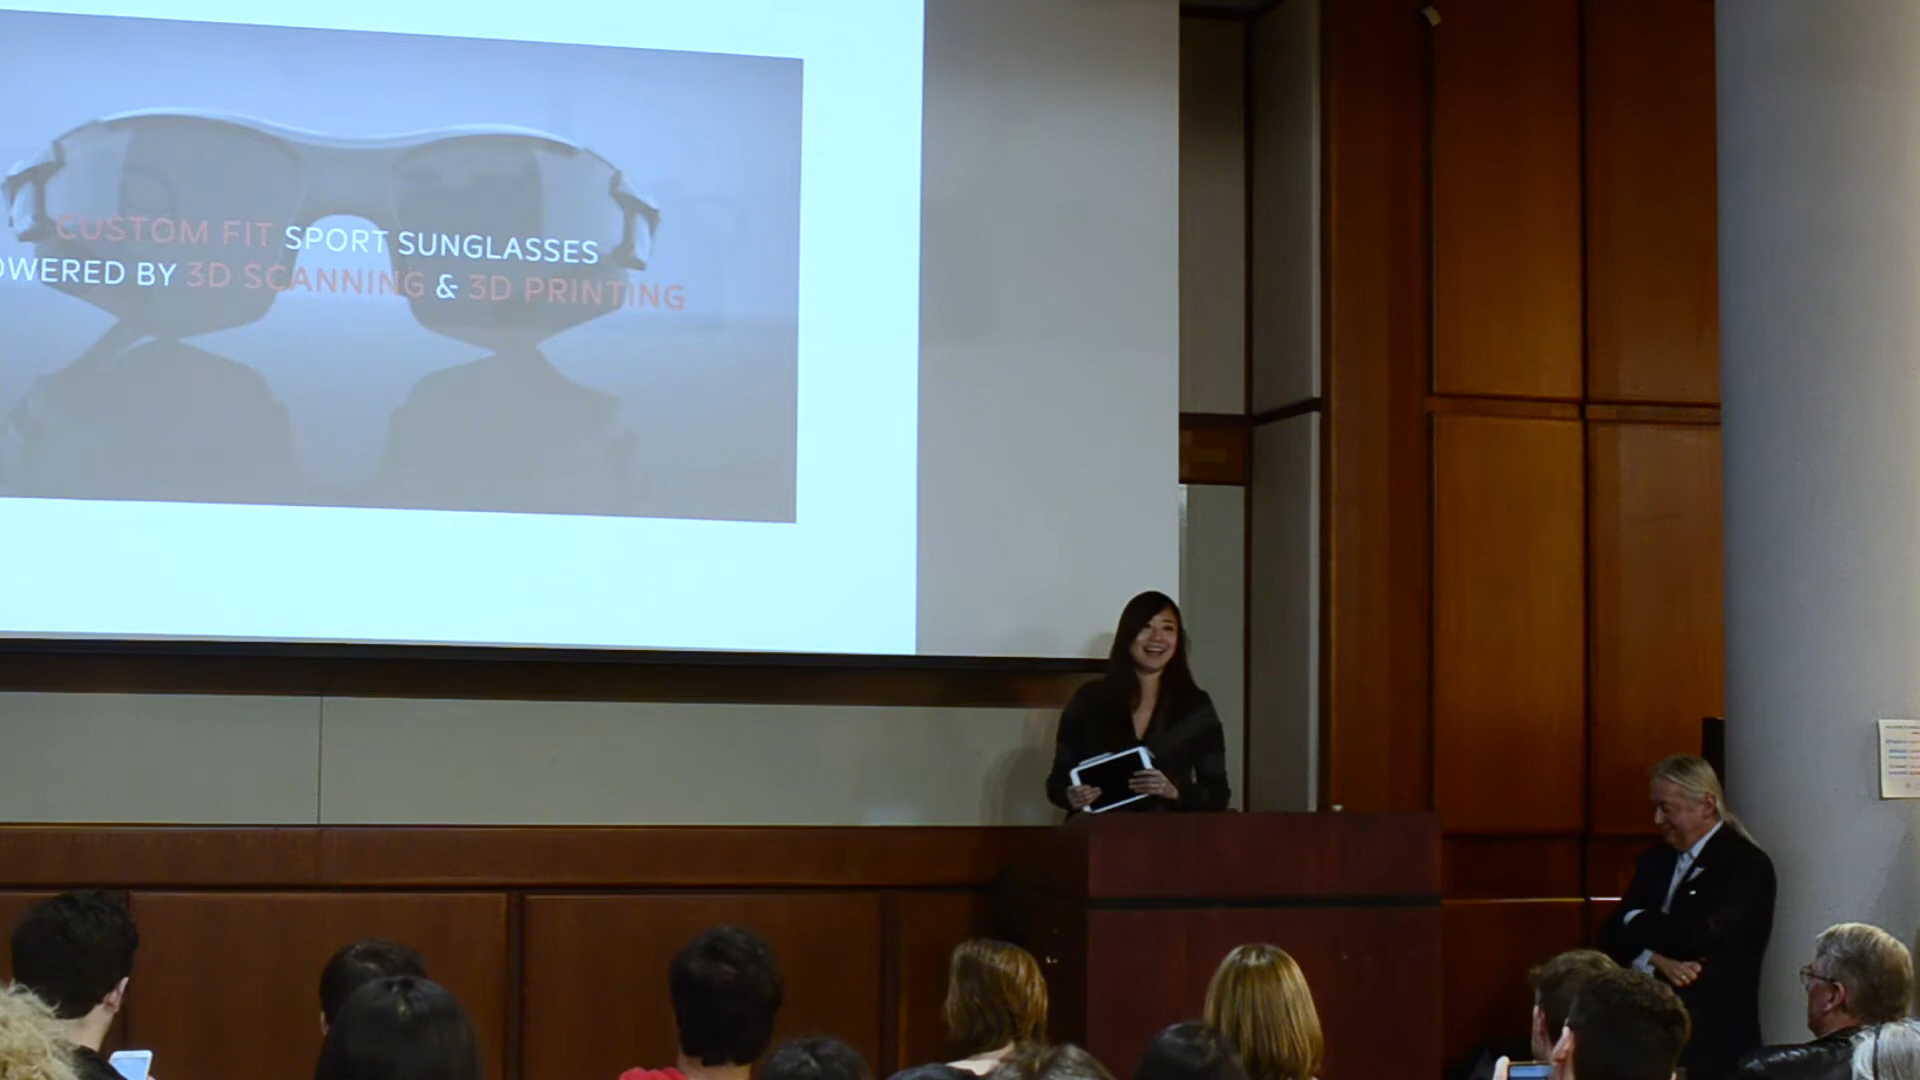 CUSTOM FIT SPORT SUNGLASSES
OWERED BY 3D SCANNING & 3D PRINTING